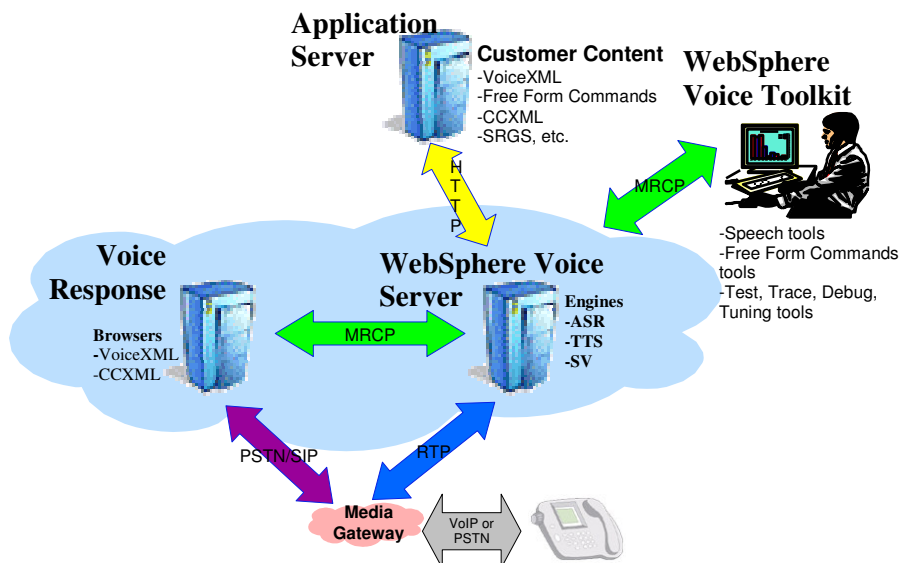 Application
Server
Customer Content
-VoiceXML
-Free Form Commands
-CCXML
-SRGS, etc.
WebSphere
Voice Toolkit
HTTP
MRCP
-Speech tools
-Free Form Commands
tools
-Test, Trace, Debug,
Tuning tools
Voice
Response
Browsers
-VoiceXML
-CCXML
MRCP
WebSphere Voice
Server
Engines
-ASR
-TTS
-SV
PSTN/SIP
RTP
Media
Gateway
VoIP or
PSTN